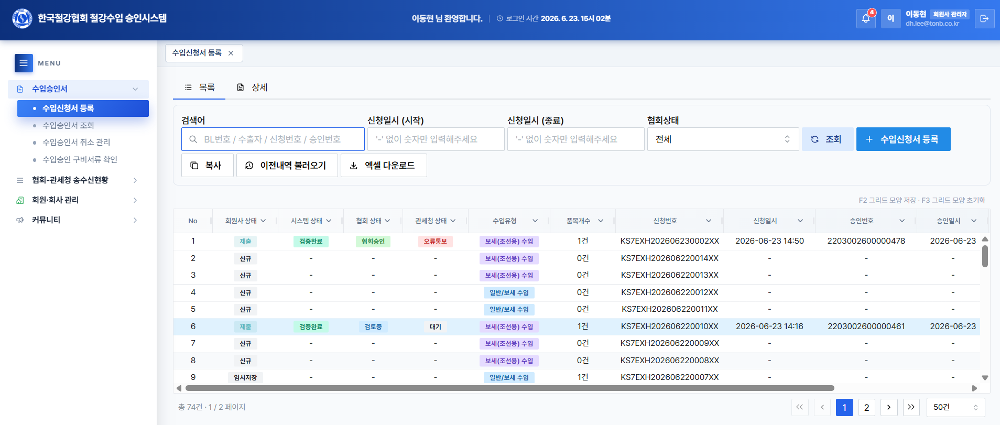 한국철강협회 철강수입 승인시스템
이동현 님 환영합니다. 로그인 시간 2026. 6. 23. 15시 02분
4
이
이동현 회원사 관리자
dh.lee@tonb.co.kr
MENU
수입승인서
수입신청서 등록
수입승인서 조회
수입승인서 취소 관리
수입승인 구비서류 확인
협회-관세청 송수신현황
회원·회사 관리
커뮤니티
수입신청서 등록
목록 상세
검색어 신청일시 (시작) 신청일시 (종료) 협회상태
BL번호 / 수출자 / 신청번호 / 승인번호 '-' 없이 숫자만 입력해주세요 '-' 없이 숫자만 입력해주세요 전체 조회 수입신청서 등록
복사 이전내역 불러오기 엑셀 다운로드
F2 그리드 모양 저장 · F3 그리드 모양 초기화
No 회원사 상태 시스템 상태 협회 상태 관세청 상태 수입유형 품목개수 신청번호 신청일시 승인번호 승인일시
1 제출 검증완료 협회승인 오류통보 보세(조선용) 수입 1건 KS7EXH202606230002XX 2026-06-23 14:50 2203002600000478 2026-06-23
2 신규 - - - 보세(조선용) 수입 0건 KS7EXH202606220014XX - - -
3 신규 - - - 보세(조선용) 수입 0건 KS7EXH202606220013XX - - -
4 신규 - - - 일반/보세 수입 0건 KS7EXH202606220012XX - - -
5 신규 - - - 일반/보세 수입 0건 KS7EXH202606220011XX - - -
6 제출 검증완료 검토중 대기 보세(조선용) 수입 1건 KS7EXH202606220010XX 2026-06-23 14:16 2203002600000461 2026-06-23
7 신규 - - - 보세(조선용) 수입 0건 KS7EXH202606220009XX - - -
8 신규 - - - 보세(조선용) 수입 0건 KS7EXH202606220008XX - - -
9 임시저장 - - - 일반/보세 수입 1건 KS7EXH202606220007XX - - -
총 74건 · 1 / 2 페이지
1 2 50건